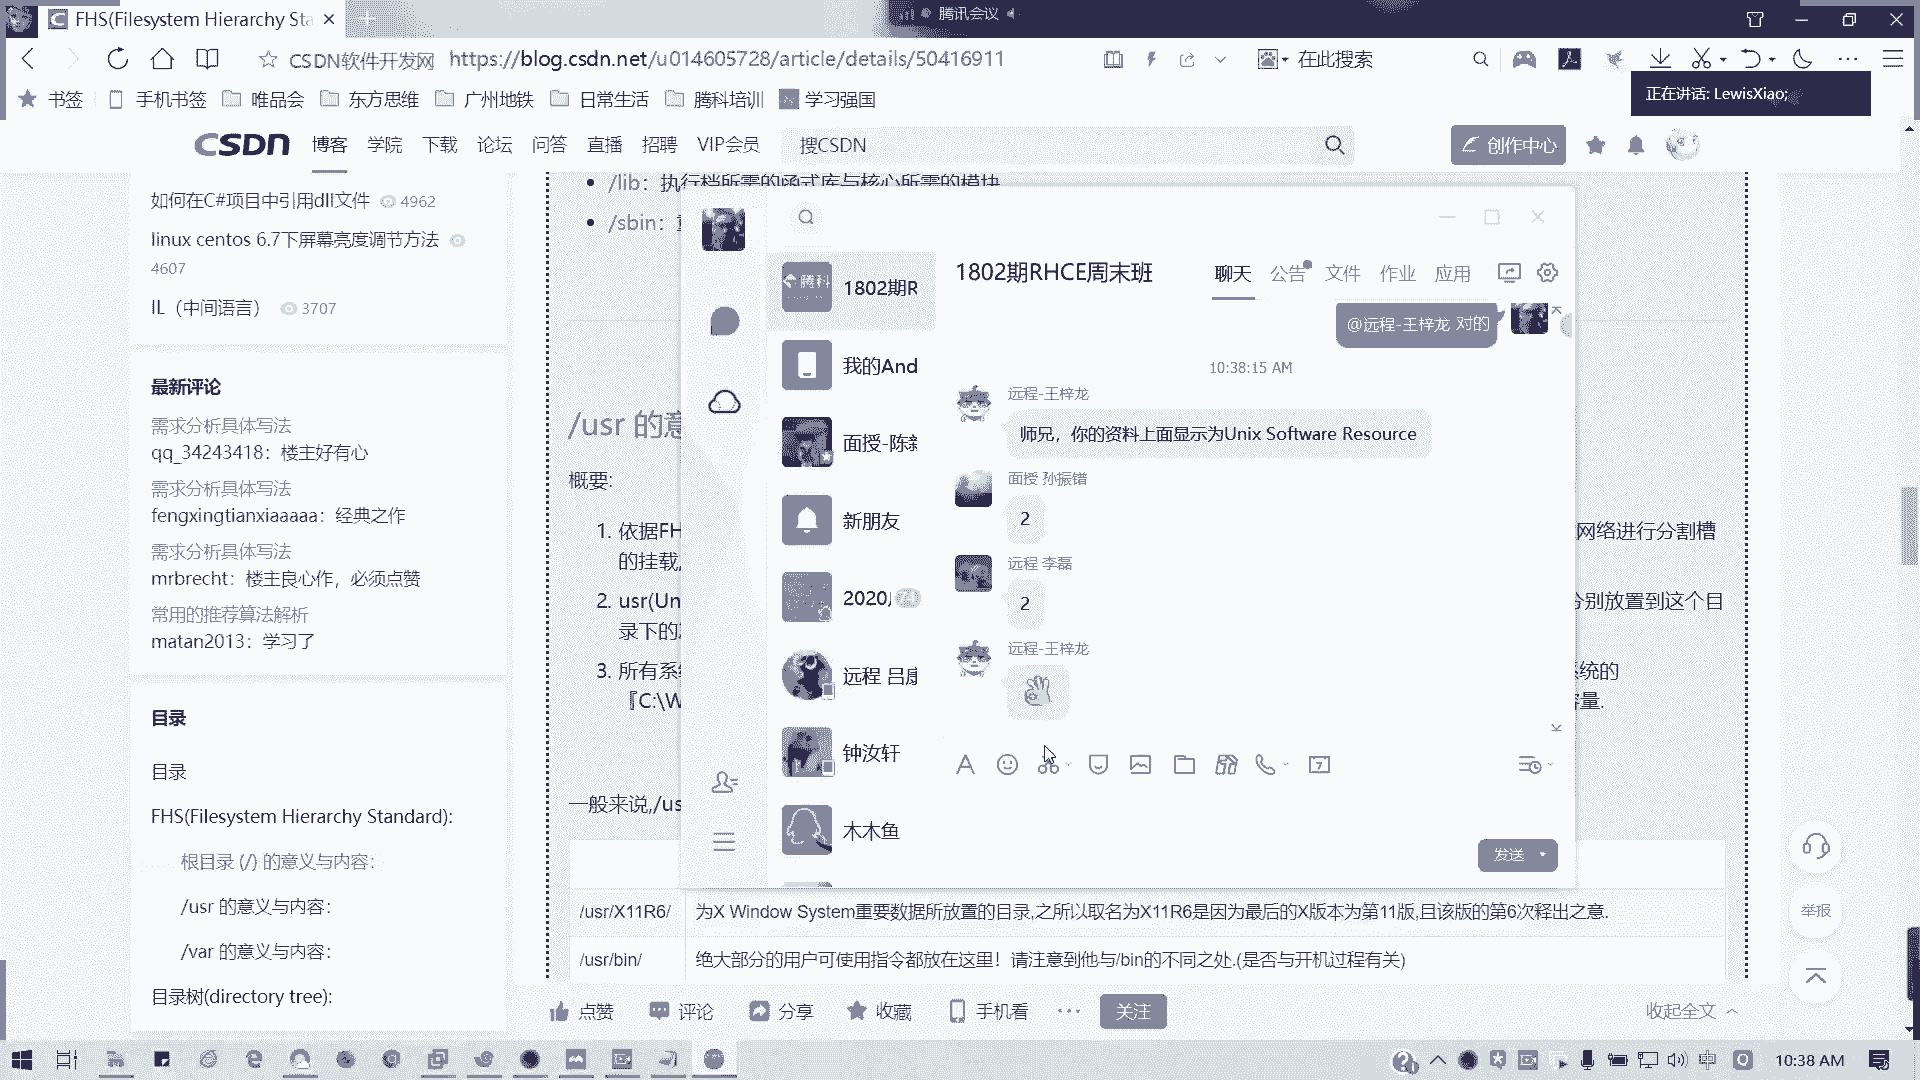 FHS(Filesystem Hierarchy Sta
腾讯会议
CSDN软件开发网
https://blog.csdn.net/u014605728/article/details/50416911
在此搜索
书签
手机书签
唯品会
东方思维
广州地铁
日常生活
腾科培训
学习强国
正在讲话: LewisXiao;
CSDN
博客
学院
下载
论坛
问答
直播
招聘
VIP会员
搜CSDN
创作中心
如何在C#项目中引用dll文件 4962
linux centos 6.7下屏幕亮度调节方法
4607
IL（中间语言） 3707
最新评论
需求分析具体写法
qq_34243418：楼主好有心
需求分析具体写法
fengxingtianxiaaaaa：经典之作
需求分析具体写法
mrbrecht：楼主良心作，必须点赞
常用的推荐算法解析
matan2013：学习了
目录
目录
FHS(Filesystem Hierarchy Standard):
根目录 (/) 的意义与内容：
/usr 的意义与内容：
/var 的意义与内容：
目录树(directory tree):
/lib：执行档所需的函式库与核心所需的模块
/sbin：
/usr 的意
概要:
1. 依据FH
网络进行分割槽
的挂载,
2. usr(Un
分别放置到这个目
录下的
3. 所有系
系统的
『C:\W
容量.
一般来说,/us
/usr/X11R6/
为X Window System重要数据所放置的目录,之所以取名为X11R6是因为最后的X版本为第11版,且该版的第6次释出之意.
/usr/bin/
绝大部分的用户可使用指令都放在这里！请注意到他与/bin的不同之处.(是否与开机过程有关)
腾科
1802期R
我的And
面授-陈
新朋友
2020
远程 吕
钟汝轩
木木鱼
1802期RHCE周末班
聊天
公告
文件
作业
应用
@远程-王梓龙 对的
10:38:15 AM
远程-王梓龙
师兄，你的资料上面显示为Unix Software Resource
面授 孙振锴
2
远程 李磊
2
远程-王梓龙
发送
举报
点赞
评论
分享
收藏
手机看
关注
收起全文
中
10:38 AM